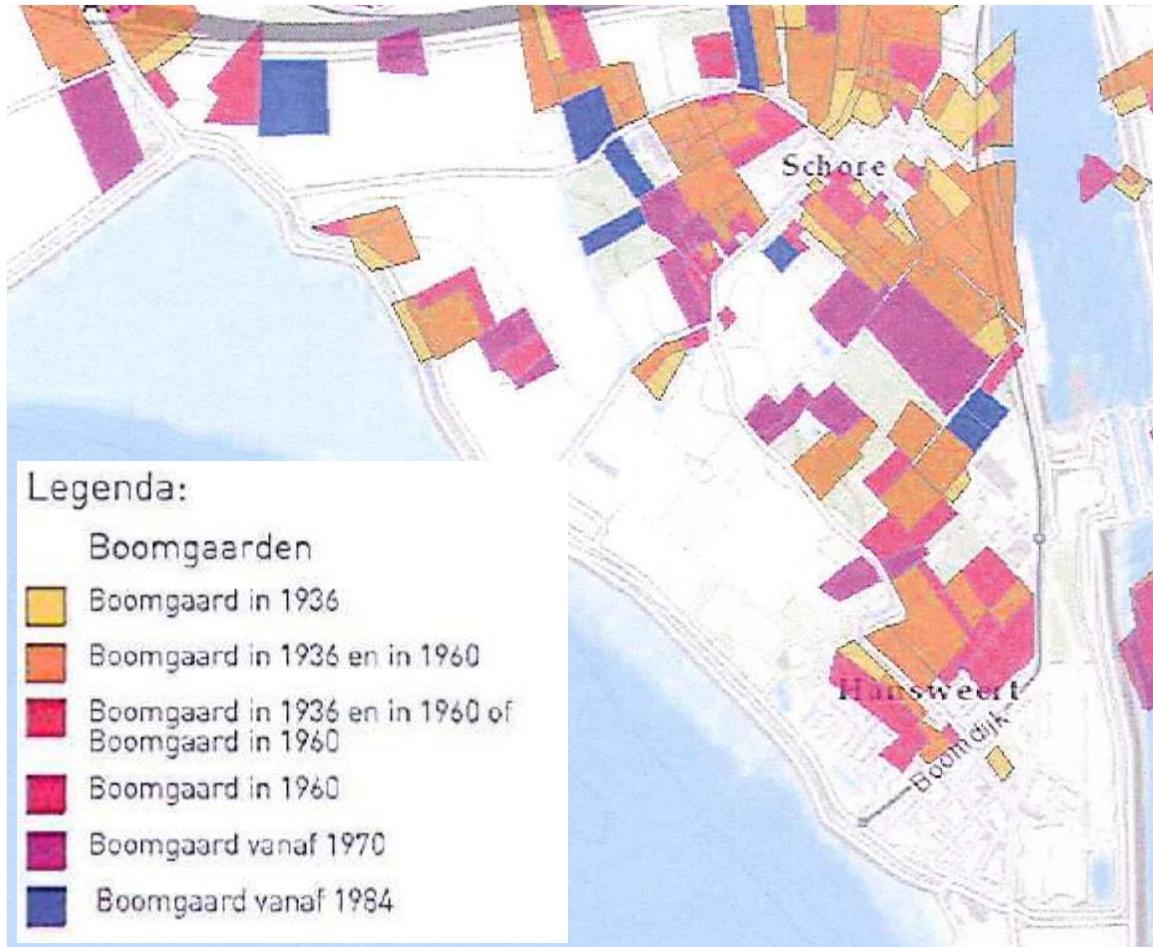 Schore
Hansweert
Boomdijk
Legenda:
Boomgaarden
Boomgaard in 1936
Boomgaard in 1936 en in 1960
Boomgaard in 1936 en in 1960 of
Boomgaard in 1960
Boomgaard in 1960
Boomgaard vanaf 1970
Boomgaard vanaf 1984